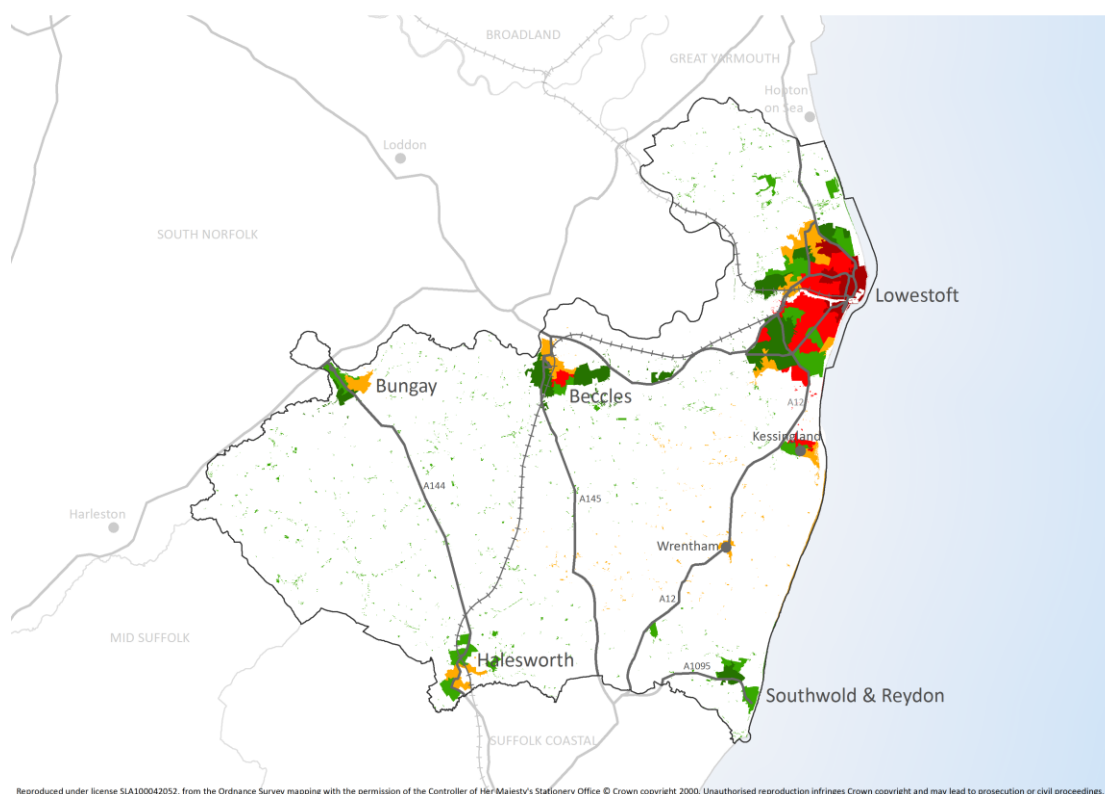 BROADLAND
GREAT YARMOUTH
Hopton
on Sea
Loddon
SOUTH NORFOLK
Lowestoft
Bungay
Beccles
A12
Kessingland
A144
A145
Harleston
Wrentham
A12
MID SUFFOLK
Halesworth
A1095
Southwold & Reydon
SUFFOLK COASTAL
Reproduced under license SLA100042052, from the Ordnance Survey mapping with the permission of the Controller of Her Majesty's Stationery Office © Crown copyright 2000. Unauthorised reproduction infringes Crown copyright and may lead to prosecution or civil proceedings.